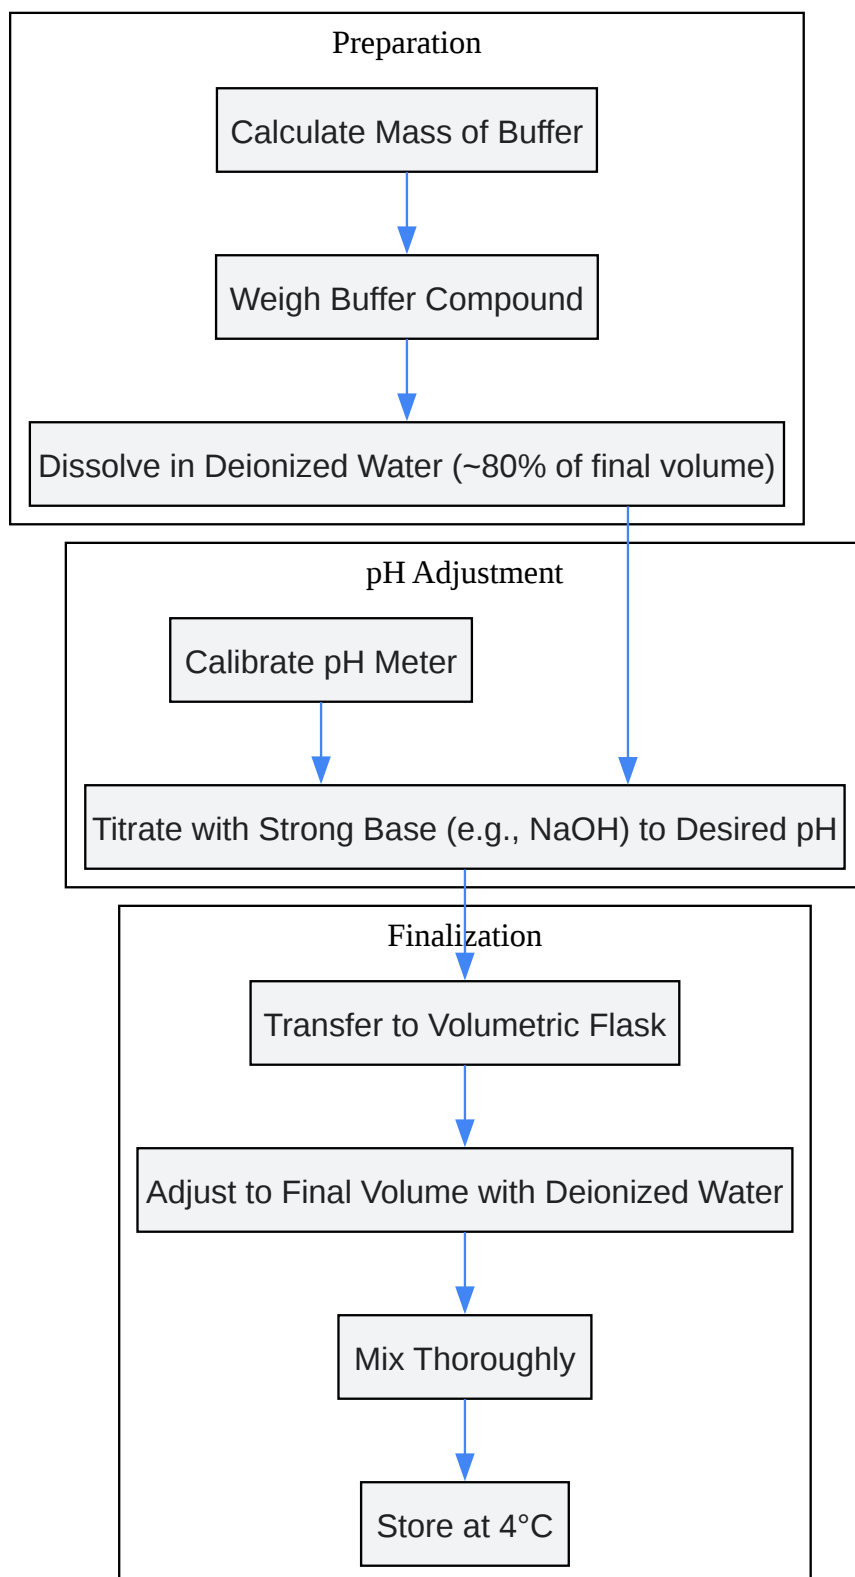 Preparation
Calculate Mass of Buffer
Weigh Buffer Compound
Dissolve in Deionized Water (~80% of final volume)
pH Adjustment
Calibrate pH Meter
Titrate with Strong Base (e.g., NaOH) to Desired pH
Finalization
Transfer to Volumetric Flask
Adjust to Final Volume with Deionized Water
Mix Thoroughly
Store at 4°C